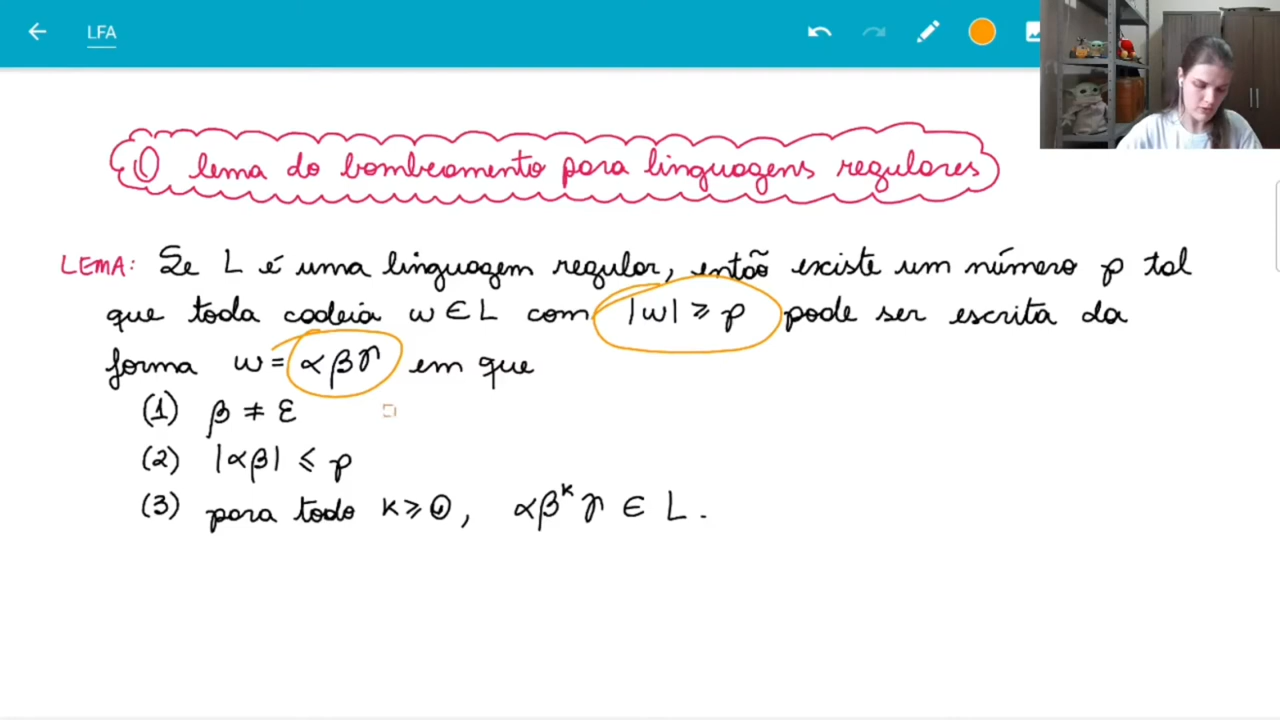 LFA
O lema do bombeamento para linguagens regulares
LEMA: Se L é uma linguagem regular, então existe um número p tal
que toda cadeia w ∈ L com |w| ≥ p pode ser escrita da
forma w = αβγ em que
(1) β ≠ ε
(2) |αβ| ≤ p
(3) para todo k ≥ 0, αβᵏγ ∈ L.